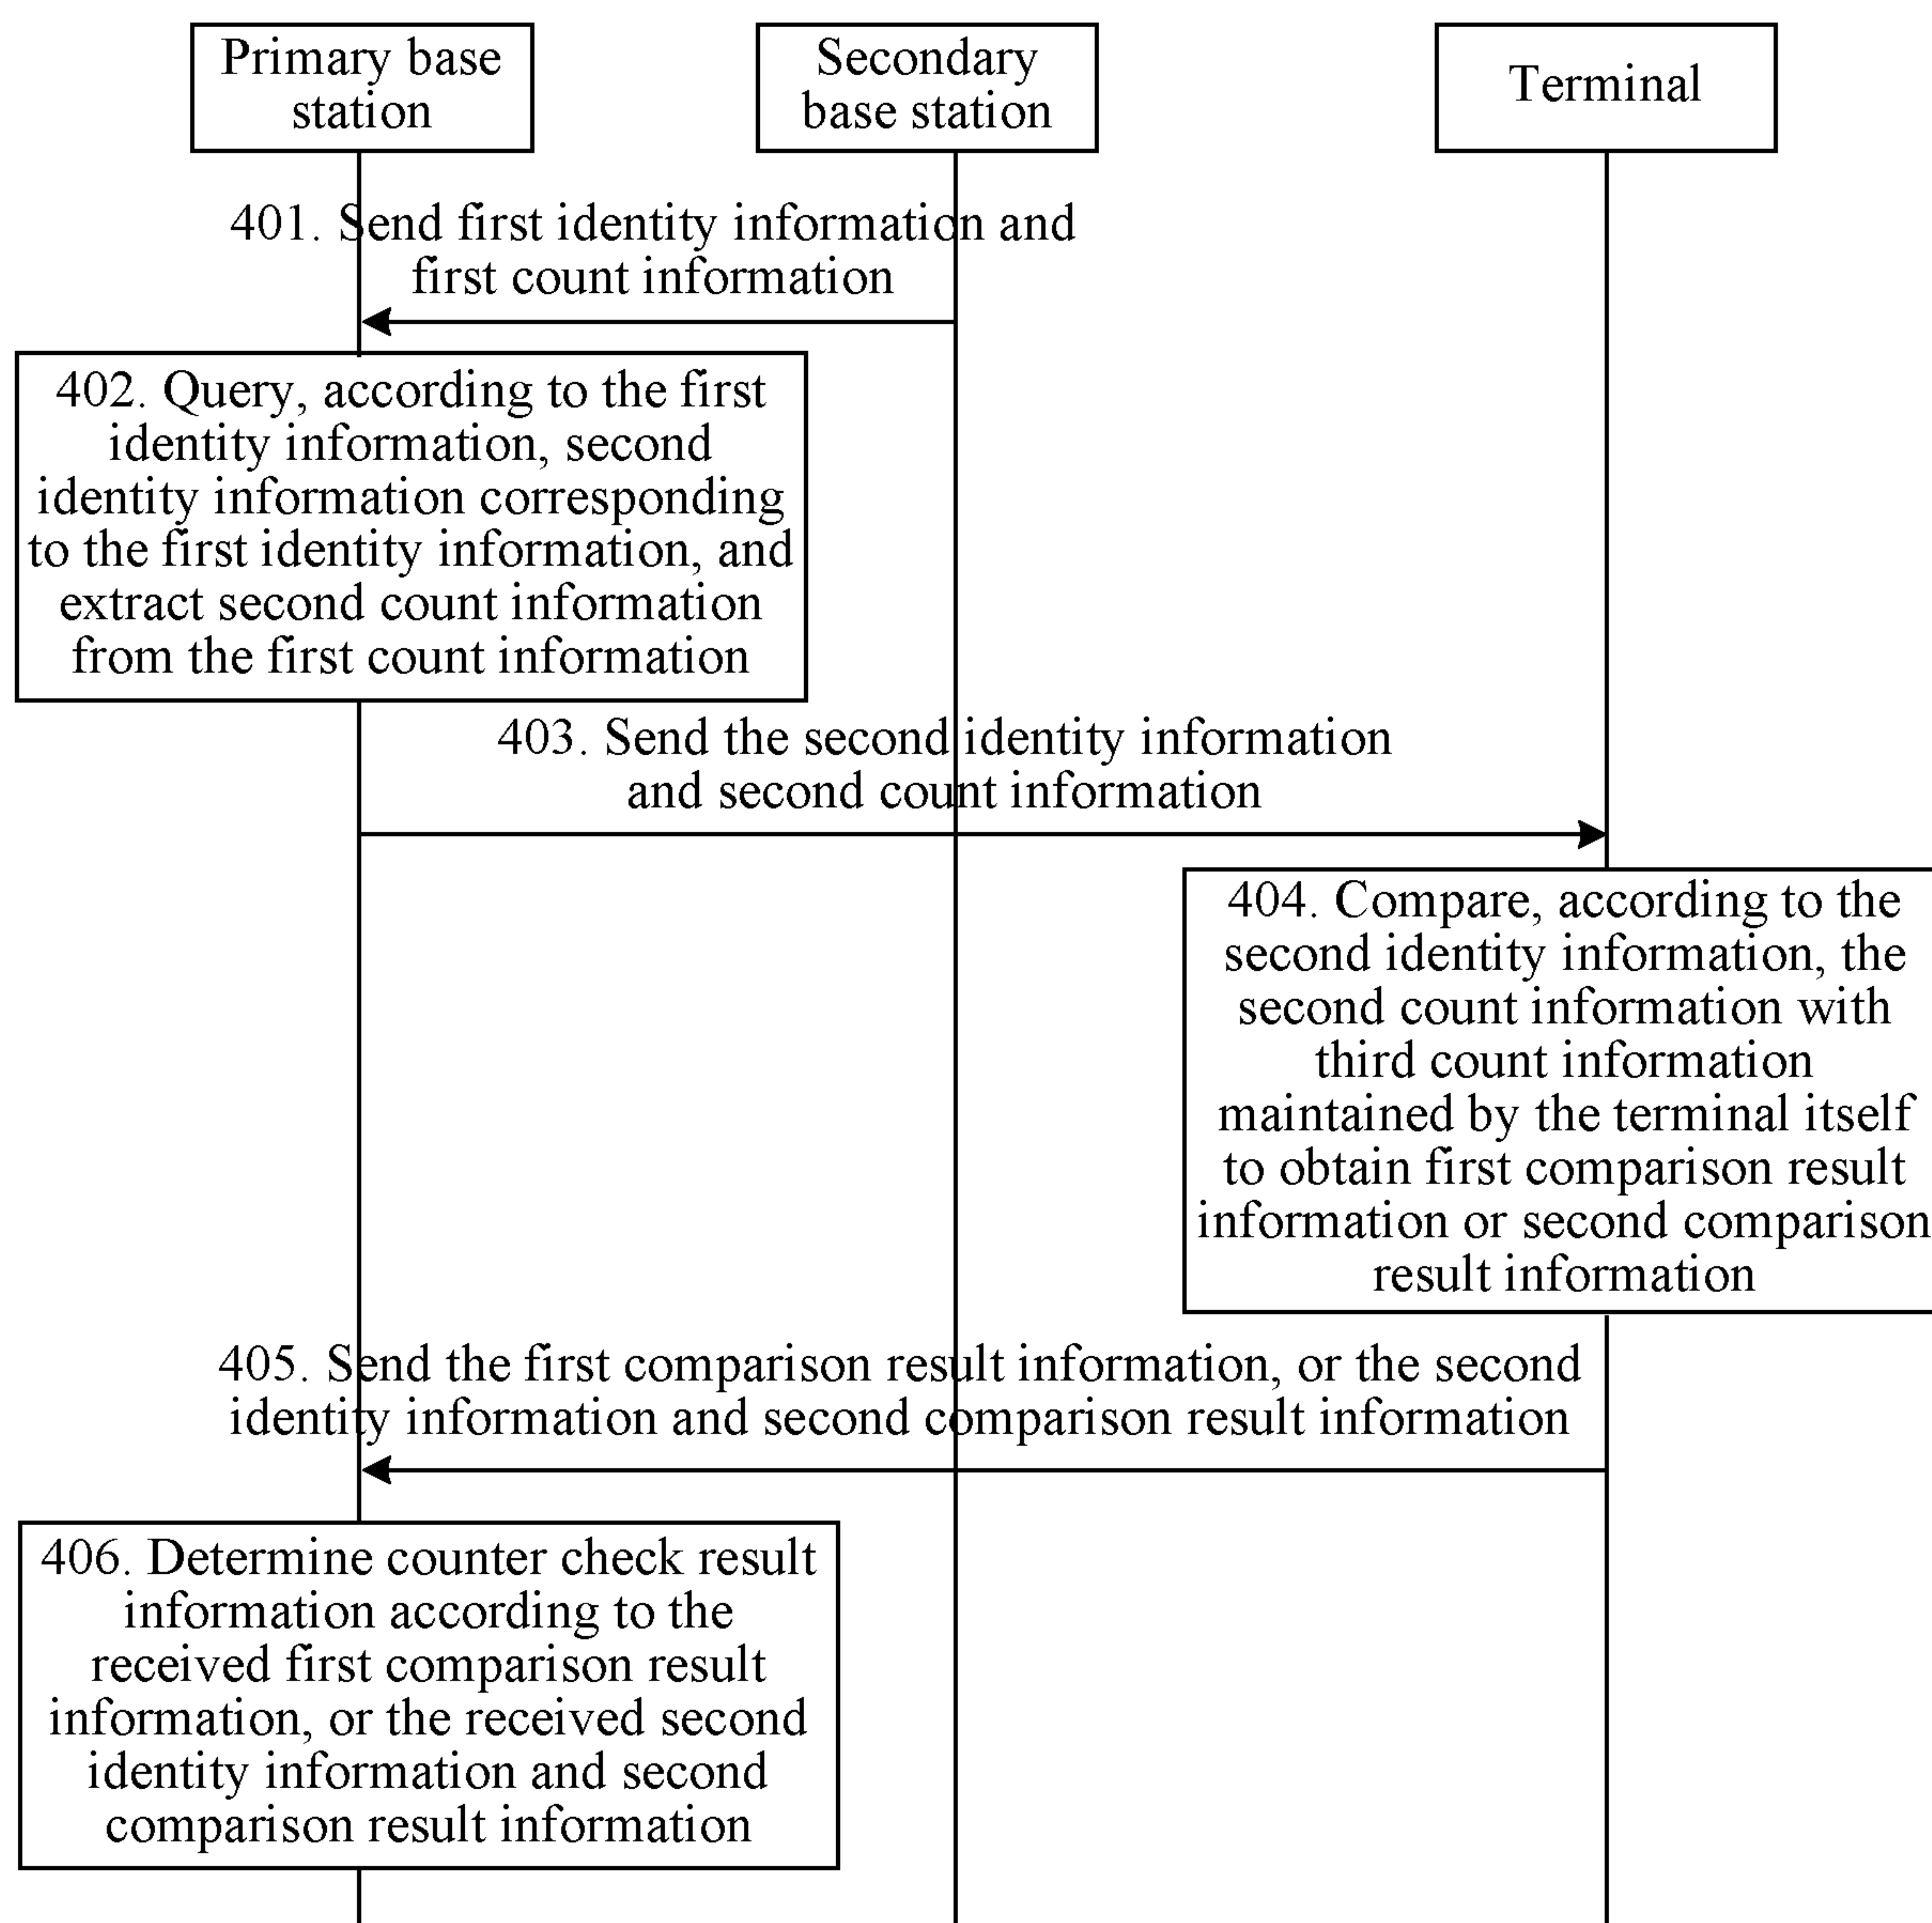 Primary base
station
Secondary
base station
Terminal
401. Send first identity information and
first count information
402. Query, according to the first
identity information, second
identity information corresponding
to the first identity information, and
extract second count information
from the first count information
403. Send the second identity information
and second count information
404. Compare, according to the
second identity information, the
second count information with
third count information
maintained by the terminal itself
to obtain first comparison result
information or second comparison
result information
405. Send the first comparison result information, or the second
identity information and second comparison result information
406. Determine counter check result
information according to the
received first comparison result
information, or the received second
identity information and second
comparison result information